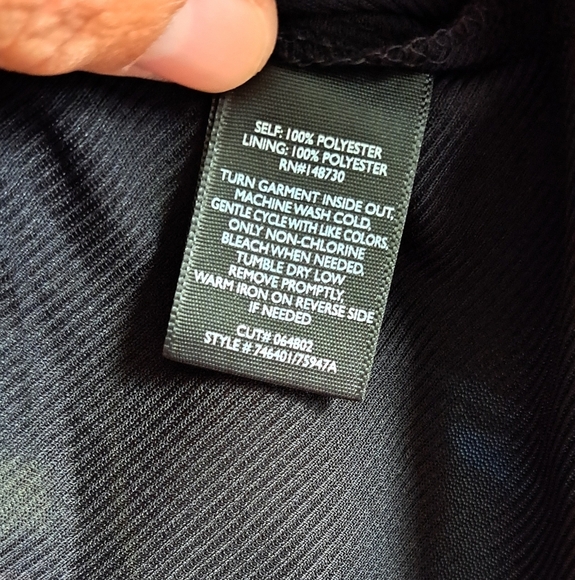 SELF: 100% POLYESTER
LINING: 100% POLYESTER
RN#148730
TURN GARMENT INSIDE OUT,
MACHINE WASH COLD,
GENTLE CYCLE WITH LIKE COLORS,
ONLY NON-CHLORINE
BLEACH WHEN NEEDED,
TUMBLE DRY LOW
REMOVE PROMPTLY,
WARM IRON ON REVERSE SIDE
IF NEEDED
CUT# 064802
STYLE # 746401/75947A